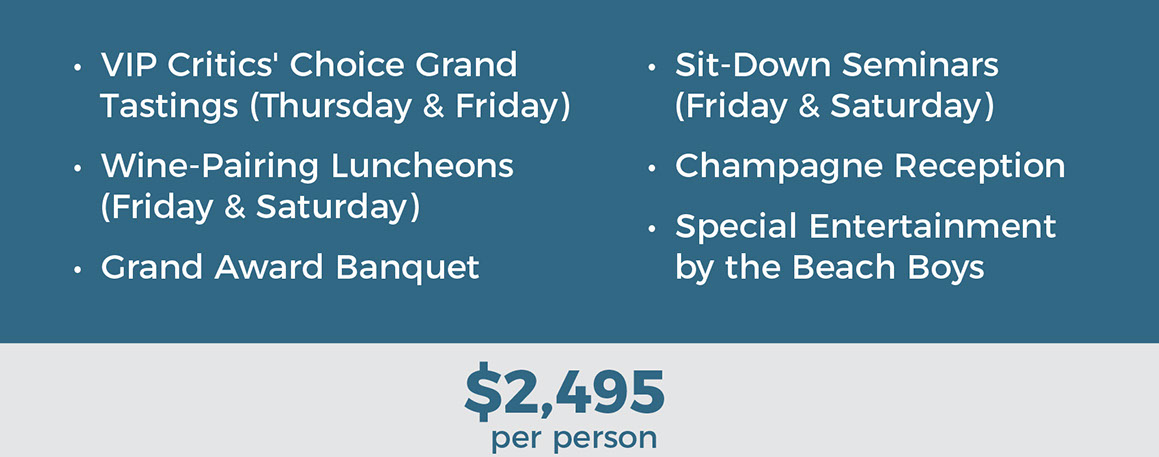 • VIP Critics' Choice Grand
Tastings (Thursday & Friday)
• Wine-Pairing Luncheons
(Friday & Saturday)
• Grand Award Banquet
• Sit-Down Seminars
(Friday & Saturday)
• Champagne Reception
• Special Entertainment
by the Beach Boys
$2,495
per person